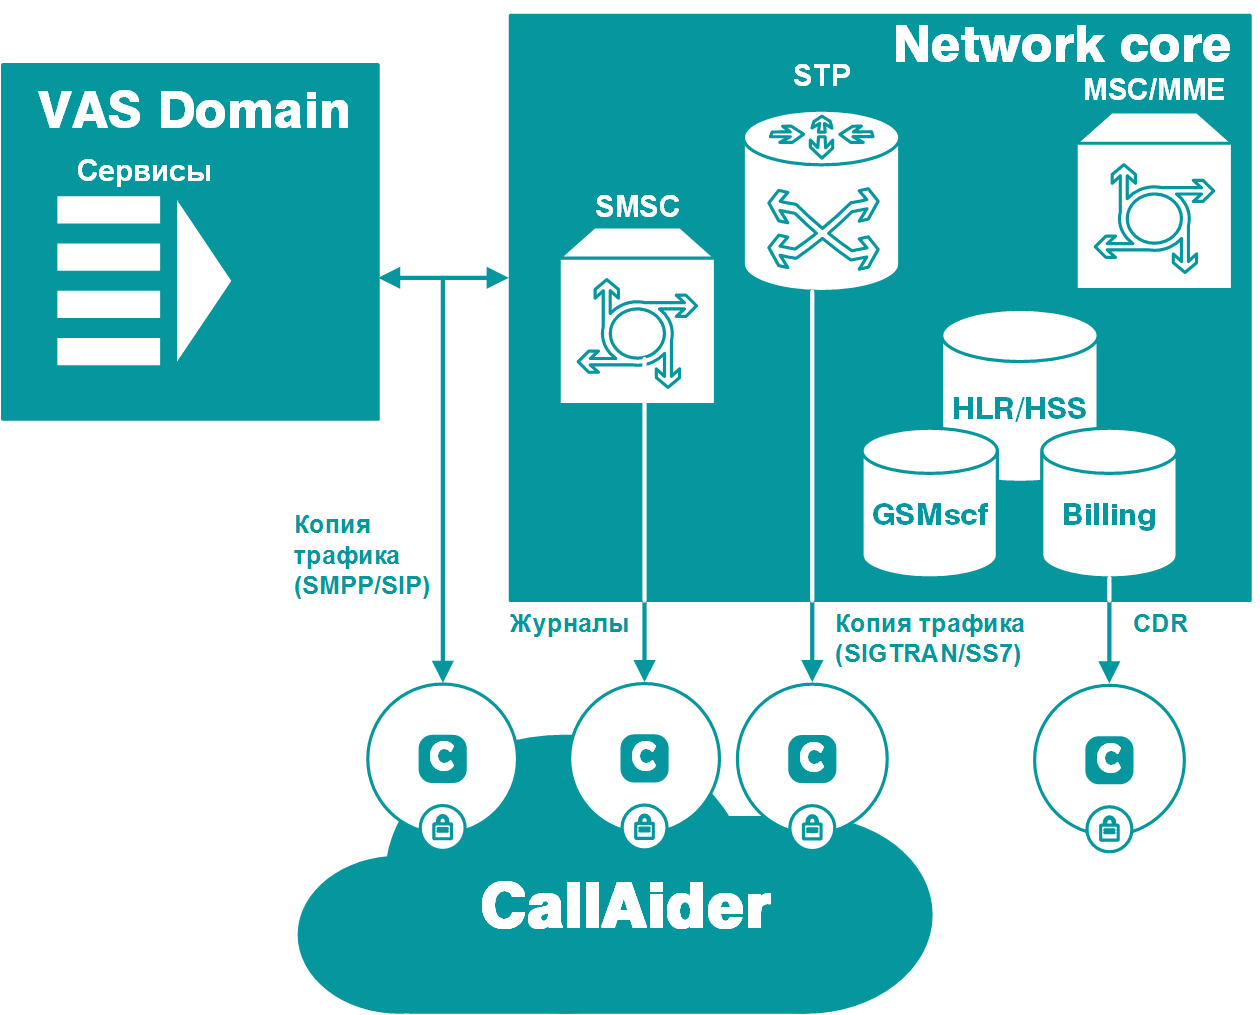 Network core
STP
MSC/MME
VAS Domain
Сервисы
SMSC
HLR/HSS
GSMscf
Billing
Копия
трафика
(SMPP/SIP)
Журналы
Копия трафика
(SIGTRAN/SS7)
CDR
C
C
C
C
CallAider